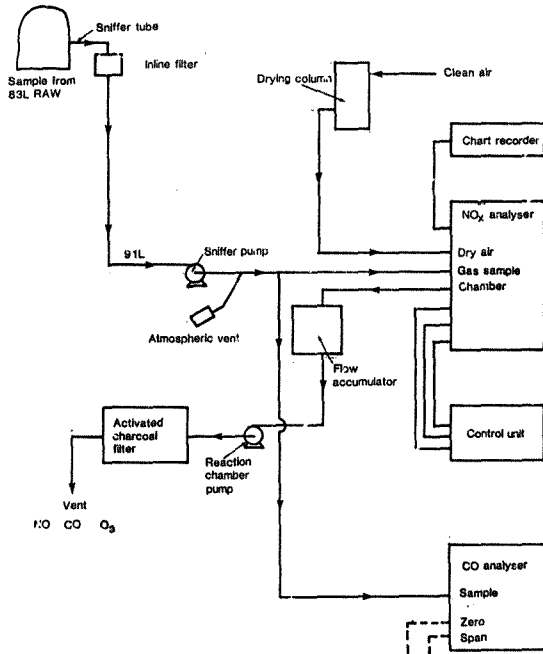 Sniffer tube
Sample from
83L RAW
Inline filter
Drying column
Clean air
Chart recorder
NOX analyser
91L
Sniffer pump
Dry air
Gas sample
Chamber
Atmospheric vent
Flow
accumulator
Activated
charcoal
filter
Reaction
chamber
pump
Control unit
Vent
NO CO O3
CO analyser
Sample
Zero
Span